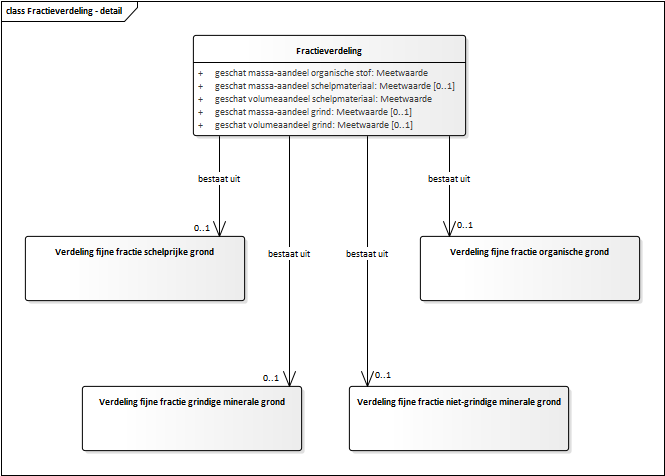 class Fractieverdeling - detail
Fractieverdeling
+ geschat massa-aandeel organische stof: Meetwaarde
+ geschat massa-aandeel schelpmateriaal: Meetwaarde [0..1]
+ geschat volumeaandeel schelpmateriaal: Meetwaarde
+ geschat massa-aandeel grind: Meetwaarde [0..1]
+ geschat volumeaandeel grind: Meetwaarde [0..1]
bestaat uit bestaat uit
0..1 0..1
Verdeling fijne fractie schelprijke grond Verdeling fijne fractie organische grond
bestaat uit bestaat uit
0..1 0..1
Verdeling fijne fractie grindige minerale grond Verdeling fijne fractie niet-grindige minerale grond